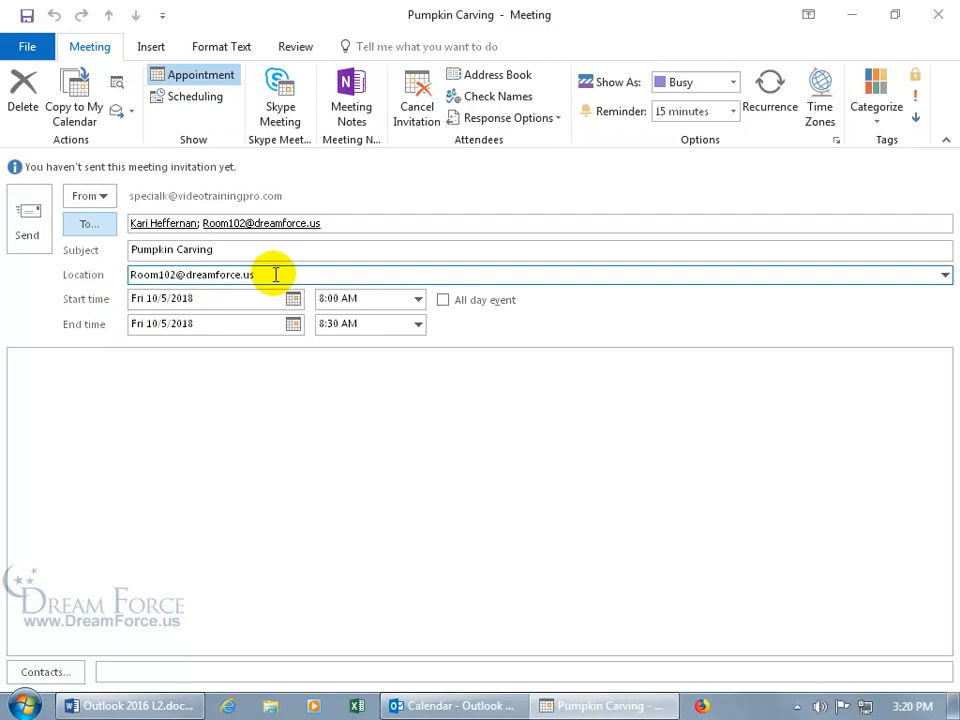 Pumpkin Carving - Meeting
File Meeting Insert Format Text Review Tell me what you want to do
Delete
Copy to My Calendar
Actions
Appointment
Scheduling
Show
Skype Meeting
Skype Meet...
Meeting Notes
Meeting N...
Cancel Invitation
Address Book
Check Names
Response Options
Attendees
Show As: Busy
Reminder: 15 minutes
Recurrence
Time Zones
Options
Categorize
Tags
You haven't sent this meeting invitation yet.
Send
From specialk@videotrainingpro.com
To... Kari Heffernan; Room102@dreamforce.us
Subject Pumpkin Carving
Location Room102@dreamforce.us
Start time Fri 10/5/2018 8:00 AM All day event
End time Fri 10/5/2018 8:30 AM
DREAM FORCE
www.DreamForce.us
Contacts...
Outlook 2016 L2.doc... Calendar - Outlook ... Pumpkin Carving - ... 3:20 PM